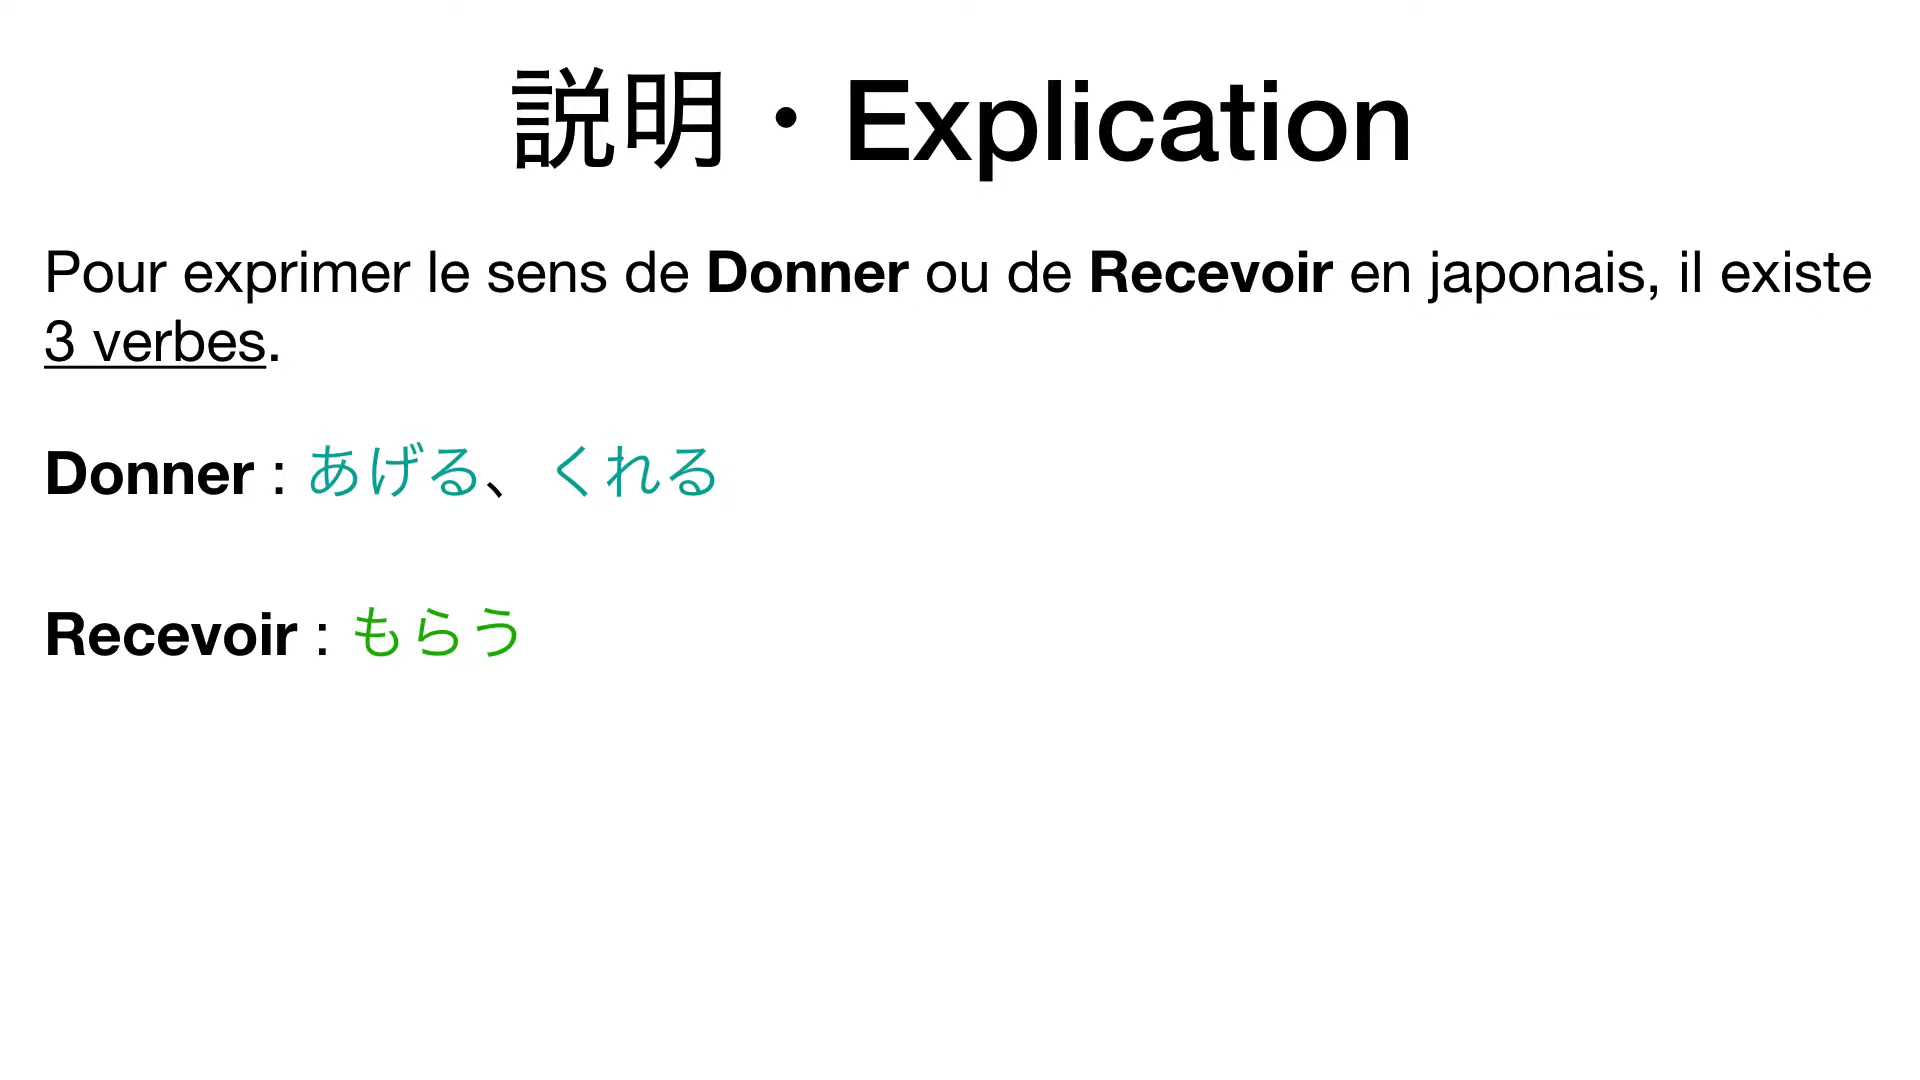 説明・Explication
Pour exprimer le sens de Donner ou de Recevoir en japonais, il existe
3 verbes.
Donner : あげる、くれる
Recevoir : もらう